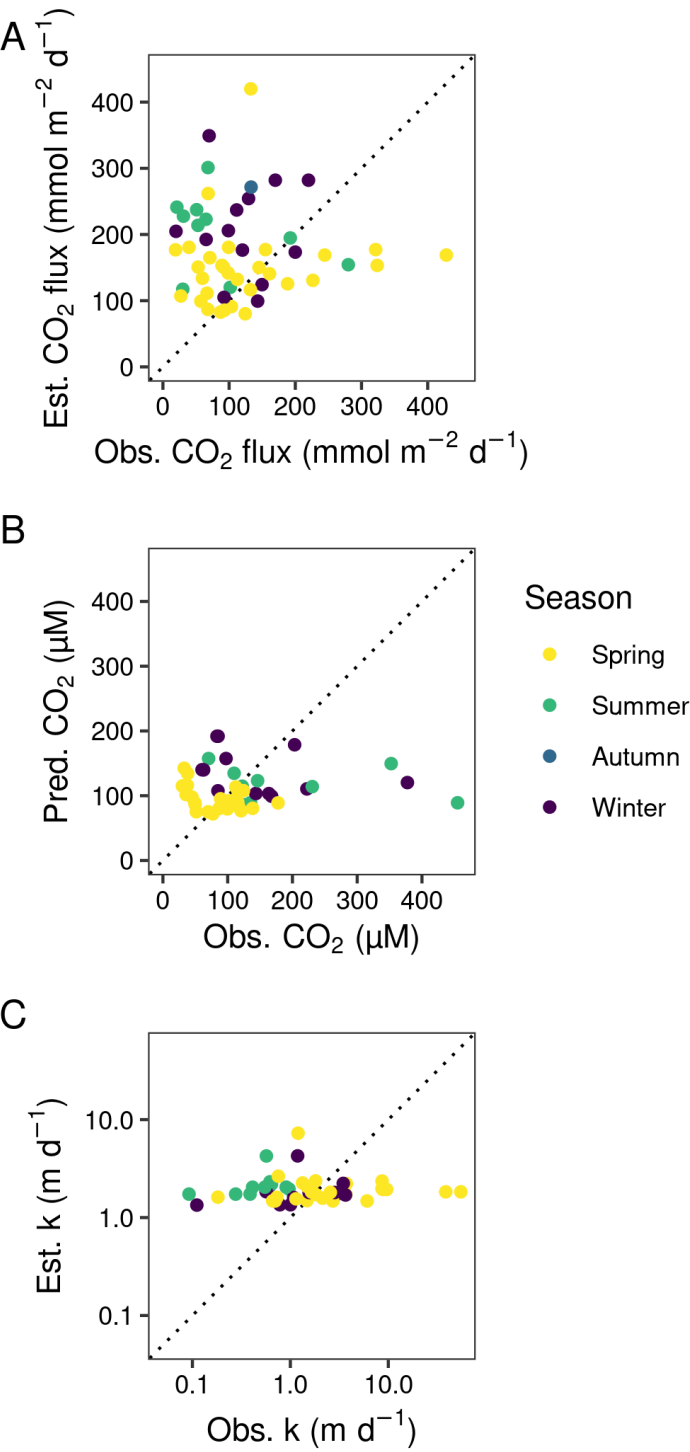 A
Est. CO₂ flux (mmol m⁻² d⁻¹)
400
300
200
100
0
0 100 200 300 400
Obs. CO₂ flux (mmol m⁻² d⁻¹)
B
Pred. CO₂ (µM)
400
300
200
100
0
0 100 200 300 400
Obs. CO₂ (µM)
Season
Spring
Summer
Autumn
Winter
C
Est. k (m d⁻¹)
10.0
1.0
0.1
0.1 1.0 10.0
Obs. k (m d⁻¹)